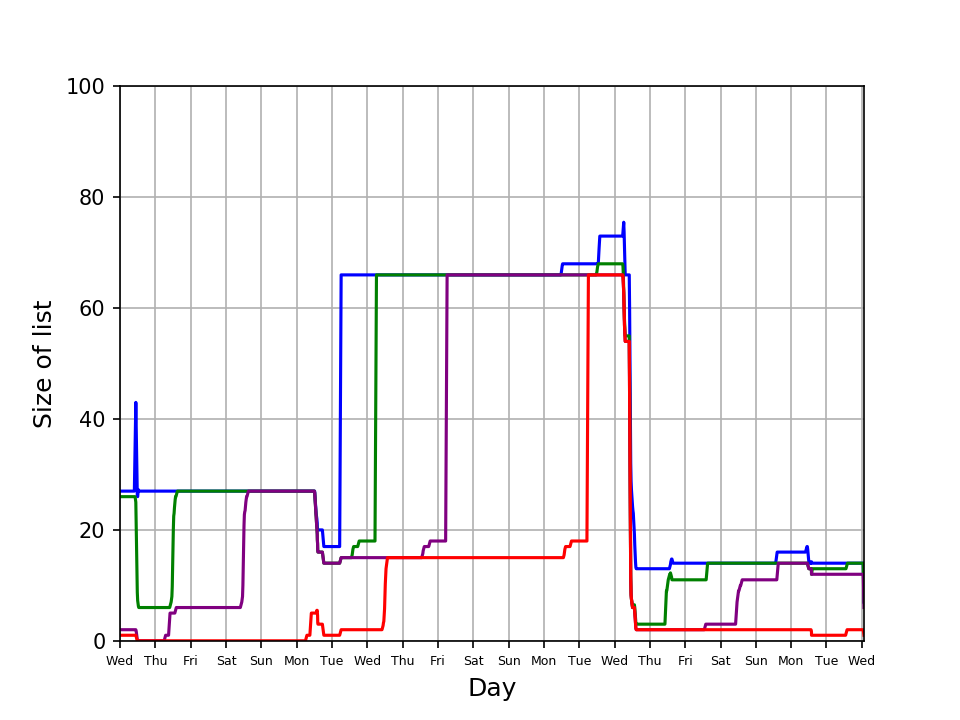 100
80
60
40
20
0
Size of list
Wed Thu Fri Sat Sun Mon Tue Wed Thu Fri Sat Sun Mon Tue Wed Thu Fri Sat Sun Mon Tue Wed
Day